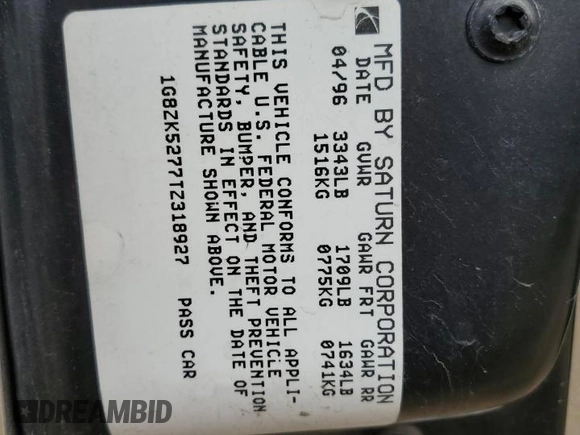 MFD BY SATURN CORPORATION
DATE GVWR GAWR FRT GAWR RR
04/96 3343LB 1709LB 1634LB
1516KG 0775KG 0741KG
THIS VEHICLE CONFORMS TO ALL APPLI-
CABLE U.S. FEDERAL MOTOR VEHICLE
SAFETY, BUMPER, AND THEFT PREVENTION
STANDARDS IN EFFECT ON THE DATE OF
MANUFACTURE SHOWN ABOVE.
1G8ZK5277TZ318927 PASS CAR
DREAMBID